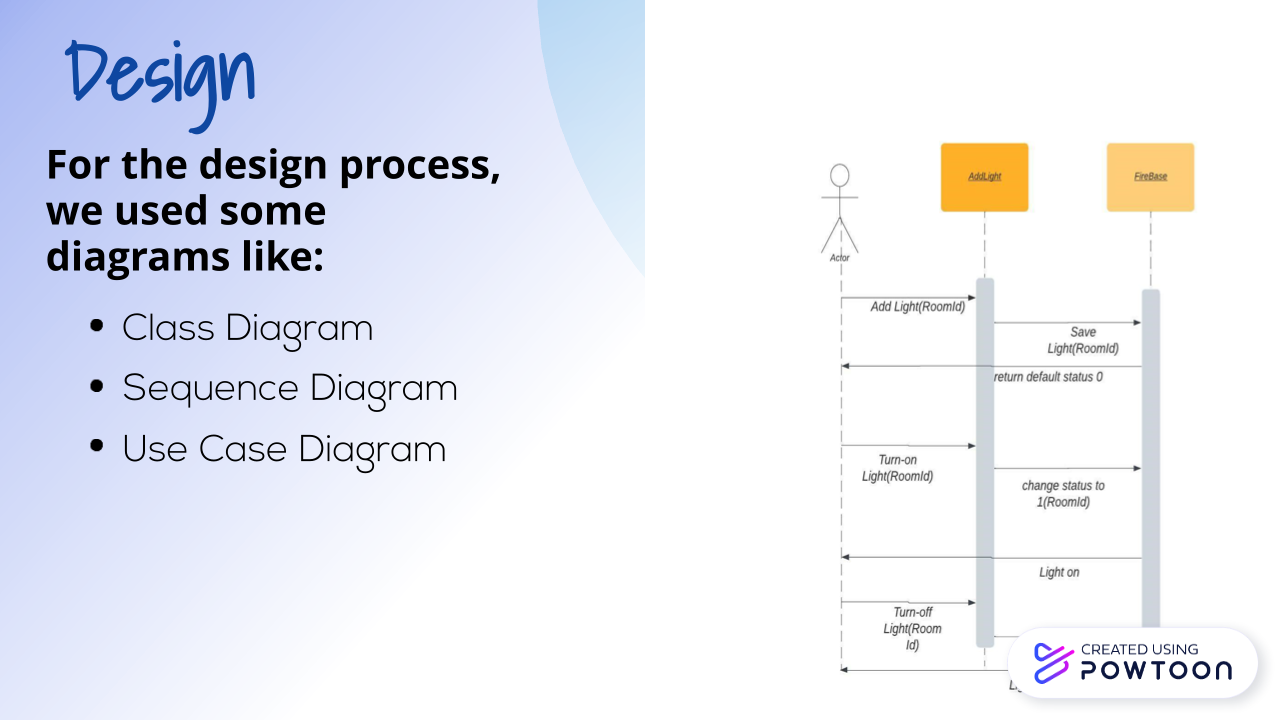 Design
For the design process,
we used some
diagrams like:
• Class Diagram
• Sequence Diagram
• Use Case Diagram
AddLight
FireBase
Actor
Add Light(RoomId)
Save
Light(RoomId)
return default status 0
Turn-on
Light(RoomId)
change status to
1(RoomId)
Light on
Turn-off
Light(Room
Id)
CREATED USING
POWTOON